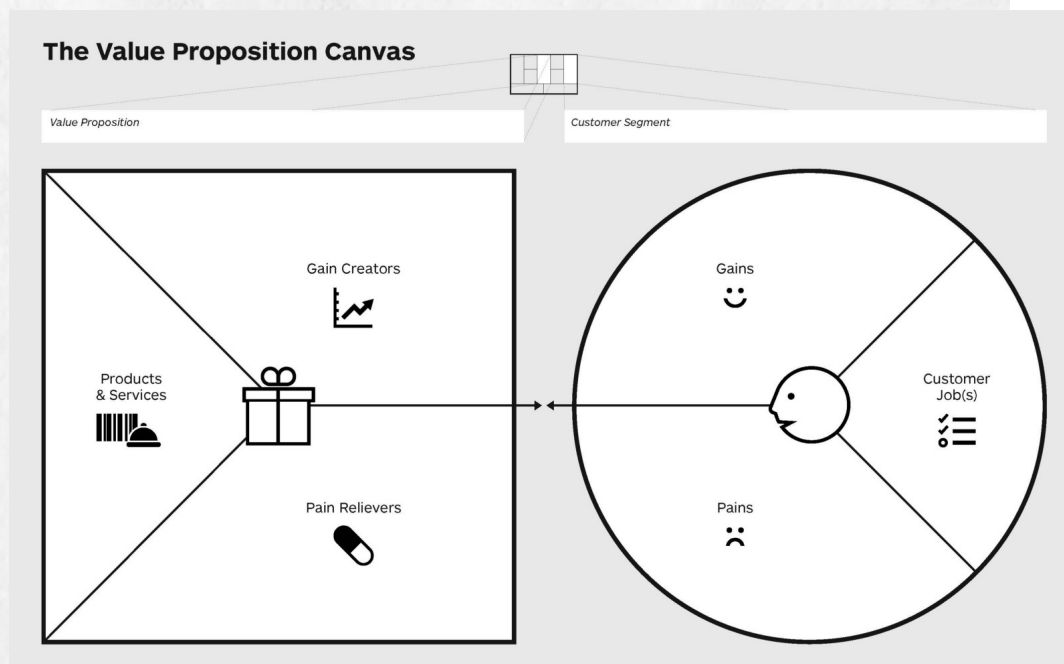 The Value Proposition Canvas
Value Proposition
Customer Segment
Gain Creators
Gains
Products
& Services
Customer
Job(s)
Pain Relievers
Pains